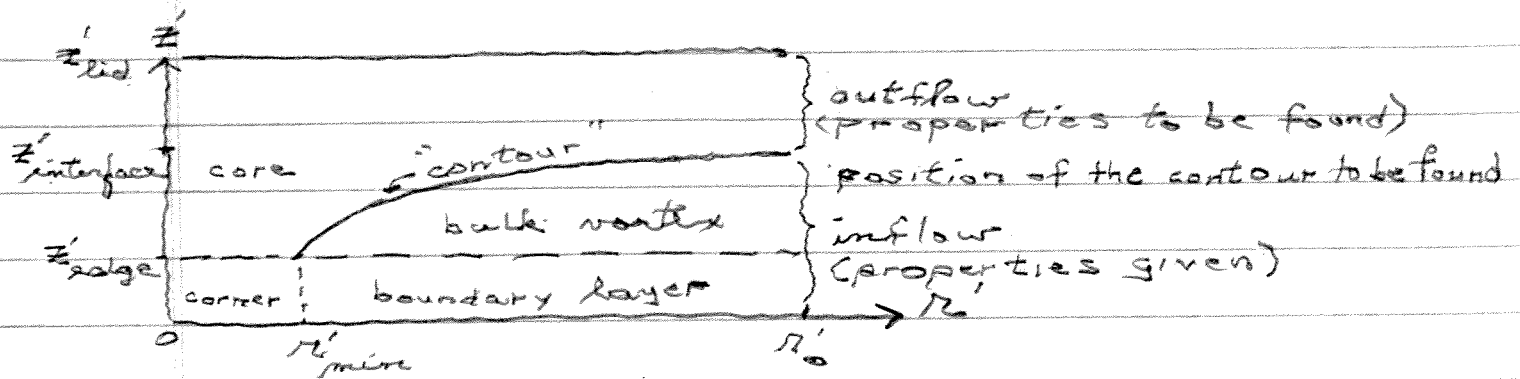 z'
z'lid
outflow
(properties to be found)
z'interface
core
"contour"
position of the contour to be found
bulk vortex
inflow
(properties given)
z'edge
corner
boundary layer
r'
0
r'min
r'o